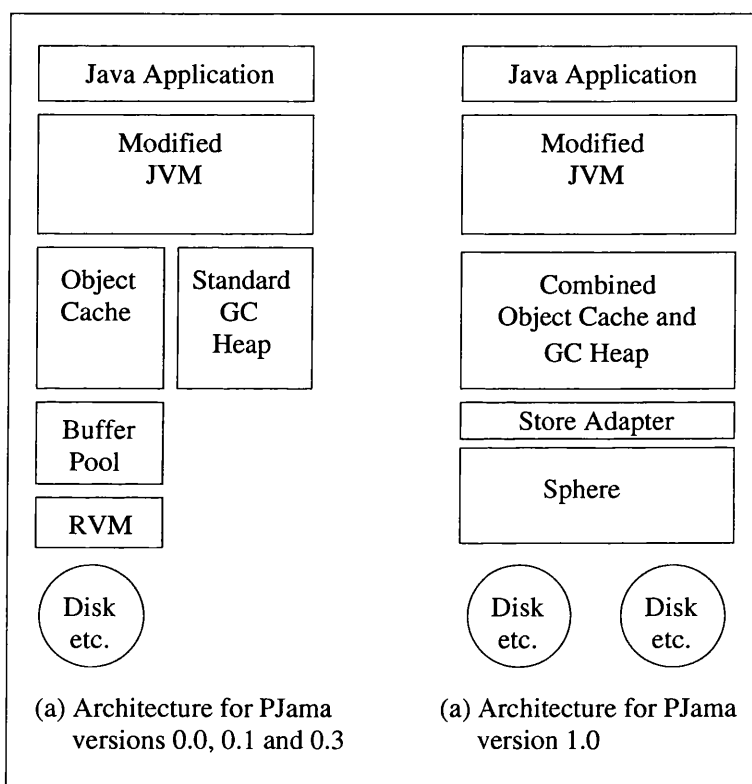 Java Application
Modified
JVM
Object
Cache
Standard
GC
Heap
Buffer
Pool
RVM
Disk
etc.
(a) Architecture for PJama
versions 0.0, 0.1 and 0.3
Java Application
Modified
JVM
Combined
Object Cache and
GC Heap
Store Adapter
Sphere
Disk
etc.
Disk
etc.
(a) Architecture for PJama
version 1.0